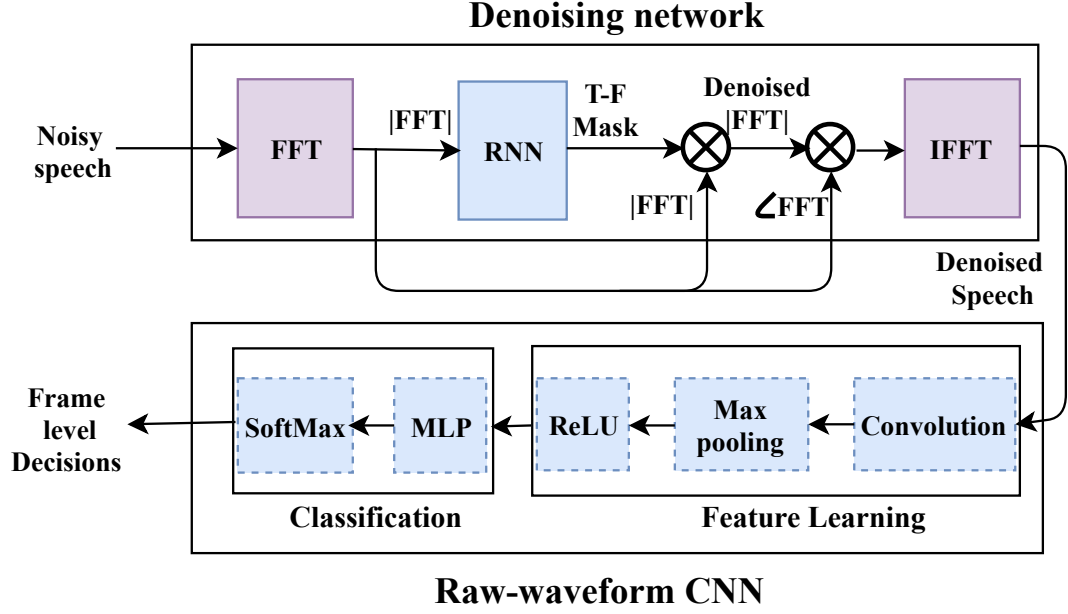 Denoising network
Noisy
speech
FFT
|FFT|
RNN
T-F
Mask
Denoised
|FFT|
|FFT|
∠FFT
IFFT
Denoised
Speech
Convolution
Max
pooling
ReLU
MLP
SoftMax
Frame
level
Decisions
Classification
Feature Learning
Raw-waveform CNN